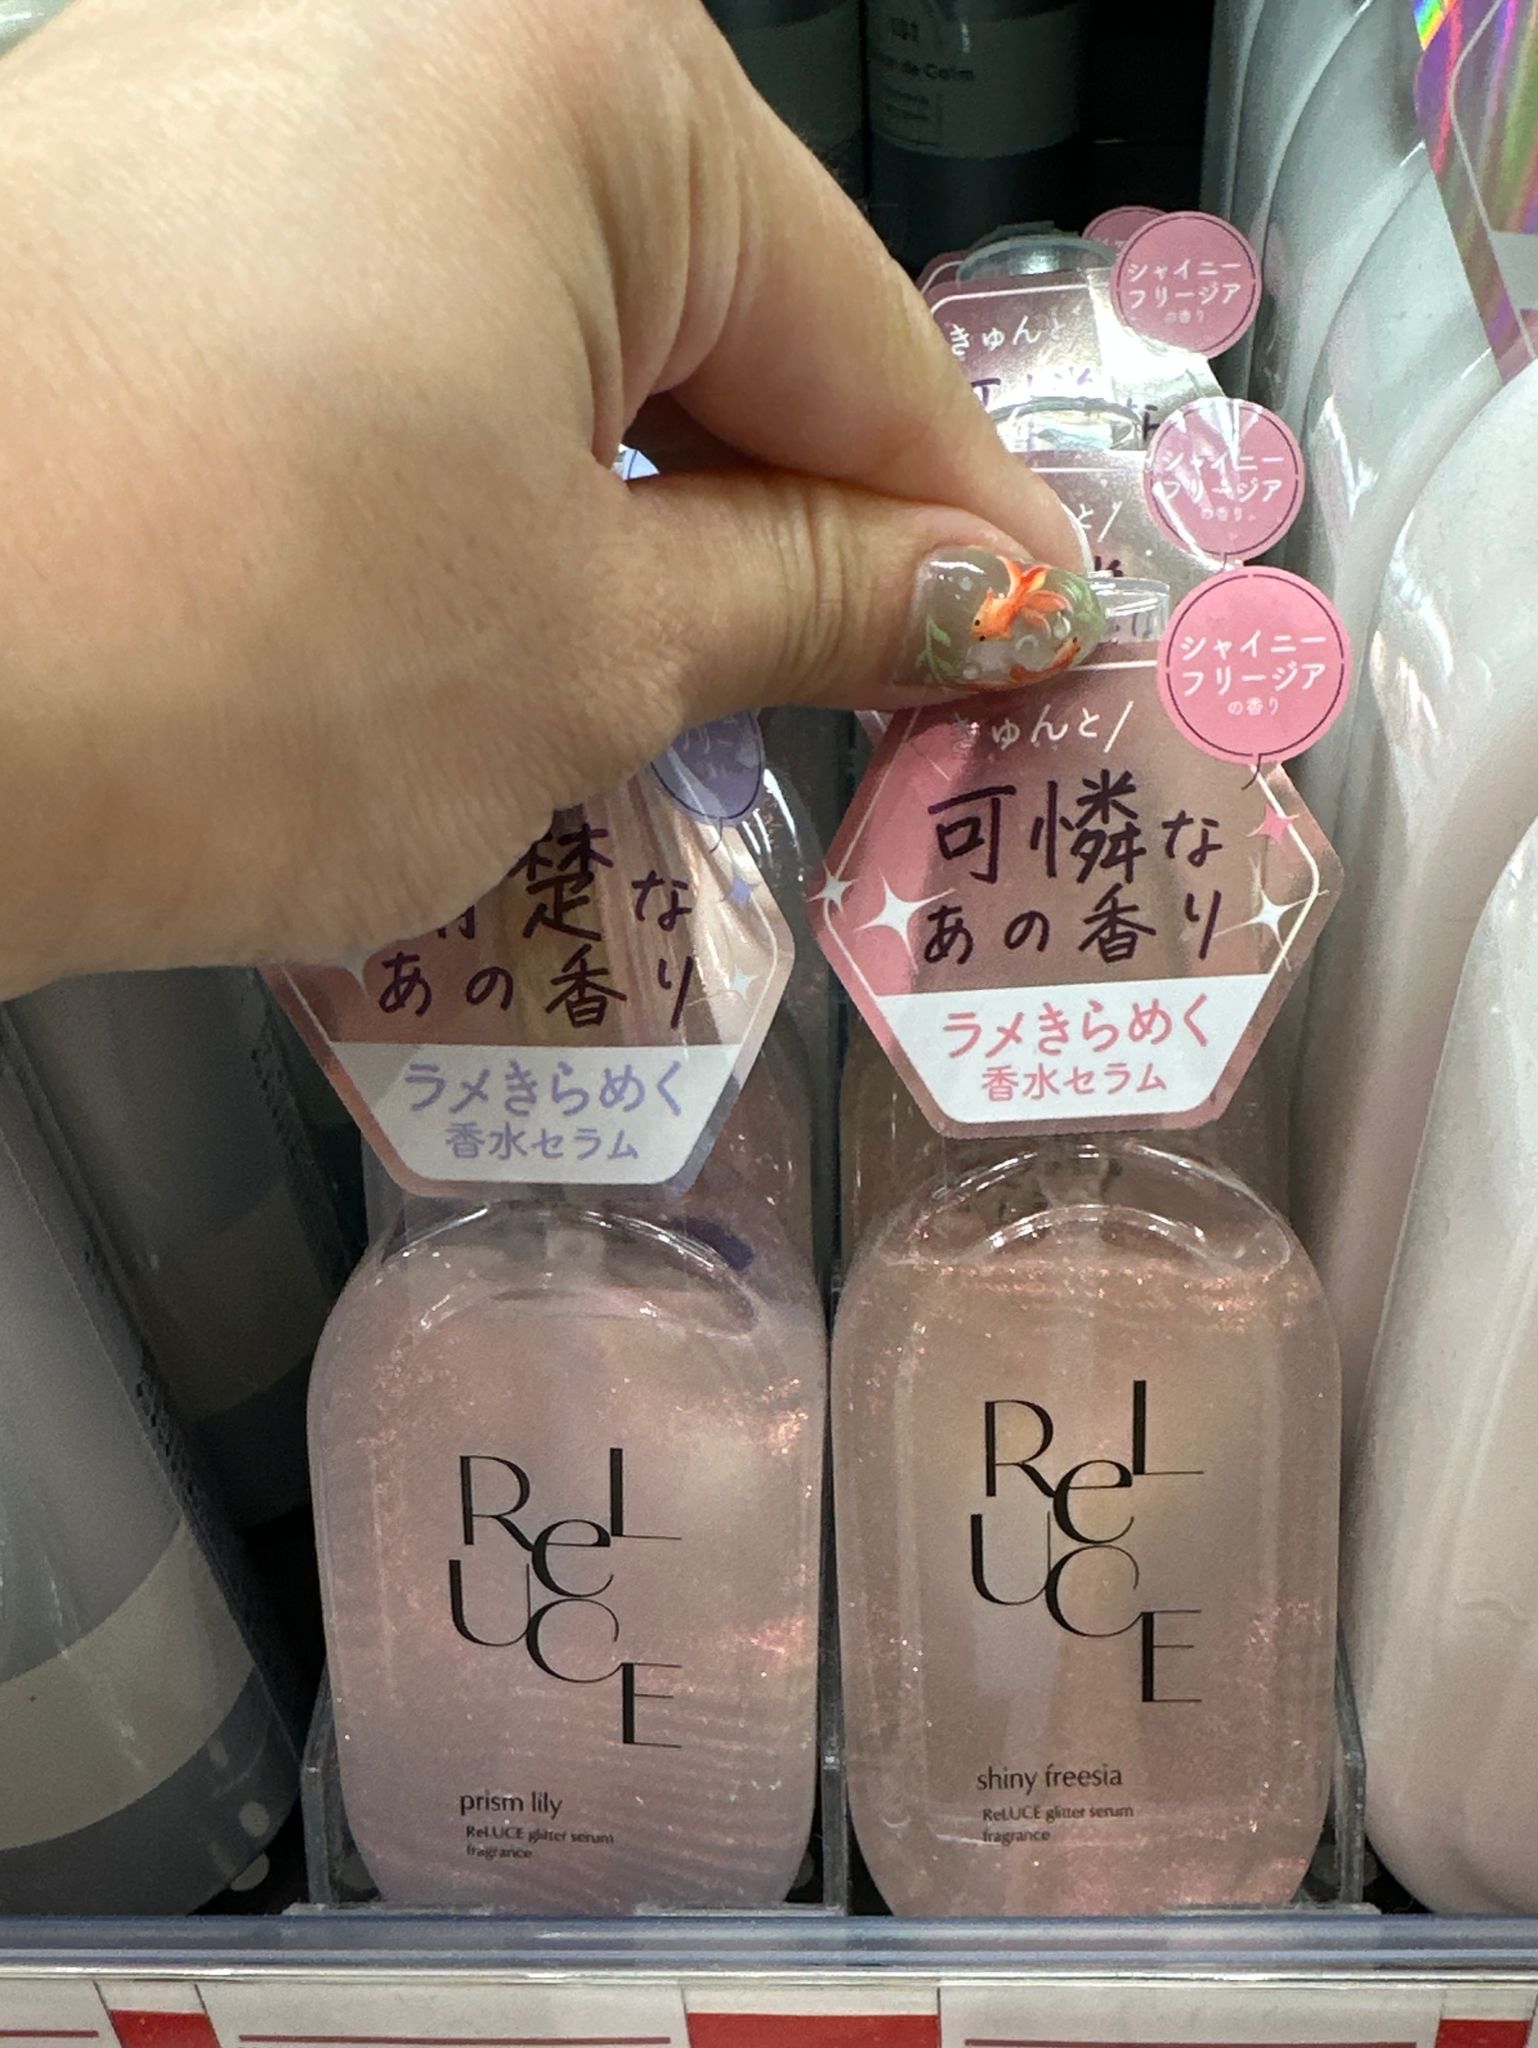 de Calm
シャイニー
フリージア
の香り
きゅんと
シャイニー
フリージア
の香り
と/
シャイニー
フリージア
の香り
きゅんと/
可憐な
あの香り
ラメきらめく
香水セラム
楚な
あの香り
ラメきらめく
香水セラム
ReLUCE
prism lily
ReLUCE glitter serum
fragrance
ReLUCE
shiny freesia
ReLUCE glitter serum
fragrance